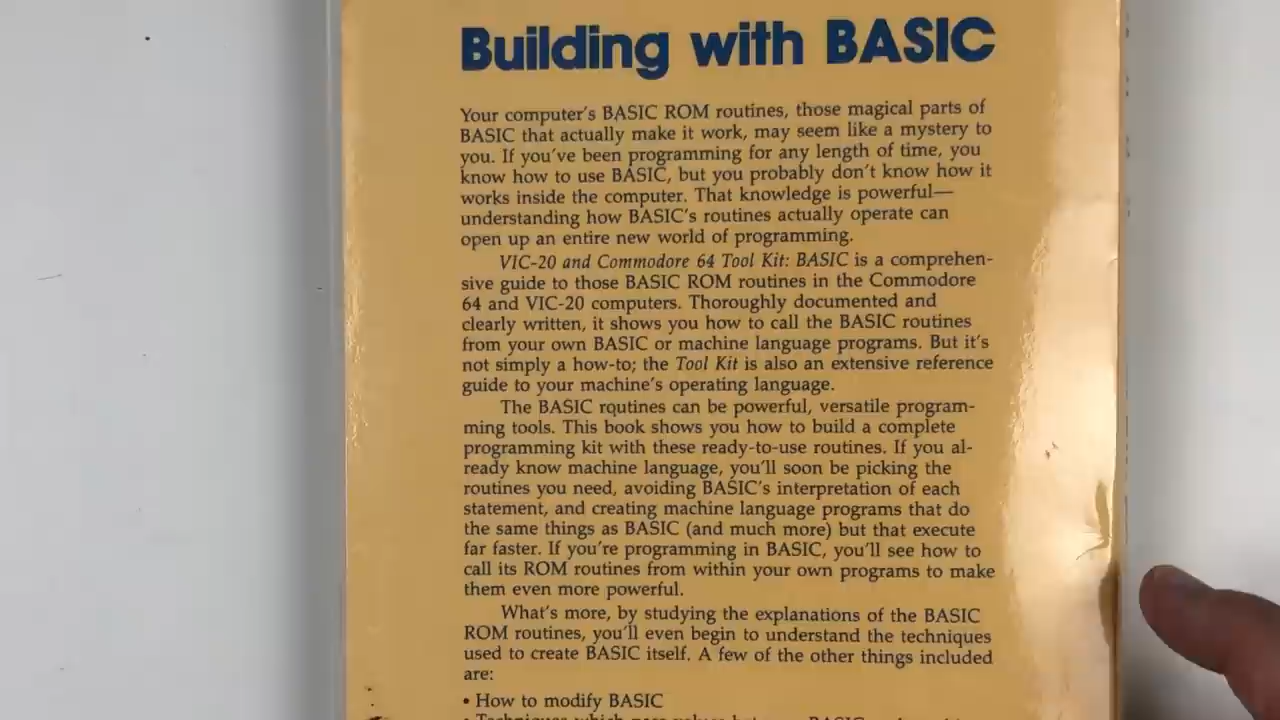 Building with BASIC
Your computer's BASIC ROM routines, those magical parts of
BASIC that actually make it work, may seem like a mystery to
you. If you've been programming for any length of time, you
know how to use BASIC, but you probably don't know how it
works inside the computer. That knowledge is powerful—
understanding how BASIC's routines actually operate can
open up an entire new world of programming.
VIC-20 and Commodore 64 Tool Kit: BASIC is a comprehen-
sive guide to those BASIC ROM routines in the Commodore
64 and VIC-20 computers. Thoroughly documented and
clearly written, it shows you how to call the BASIC routines
from your own BASIC or machine language programs. But it's
not simply a how-to; the Tool Kit is also an extensive reference
guide to your machine's operating language.
The BASIC routines can be powerful, versatile program-
ming tools. This book shows you how to build a complete
programming kit with these ready-to-use routines. If you al-
ready know machine language, you'll soon be picking the
routines you need, avoiding BASIC's interpretation of each
statement, and creating machine language programs that do
the same things as BASIC (and much more) but that execute
far faster. If you're programming in BASIC, you'll see how to
call its ROM routines from within your own programs to make
them even more powerful.
What's more, by studying the explanations of the BASIC
ROM routines, you'll even begin to understand the techniques
used to create BASIC itself. A few of the other things included
are:
• How to modify BASIC
• Techniques which pass values between BASIC